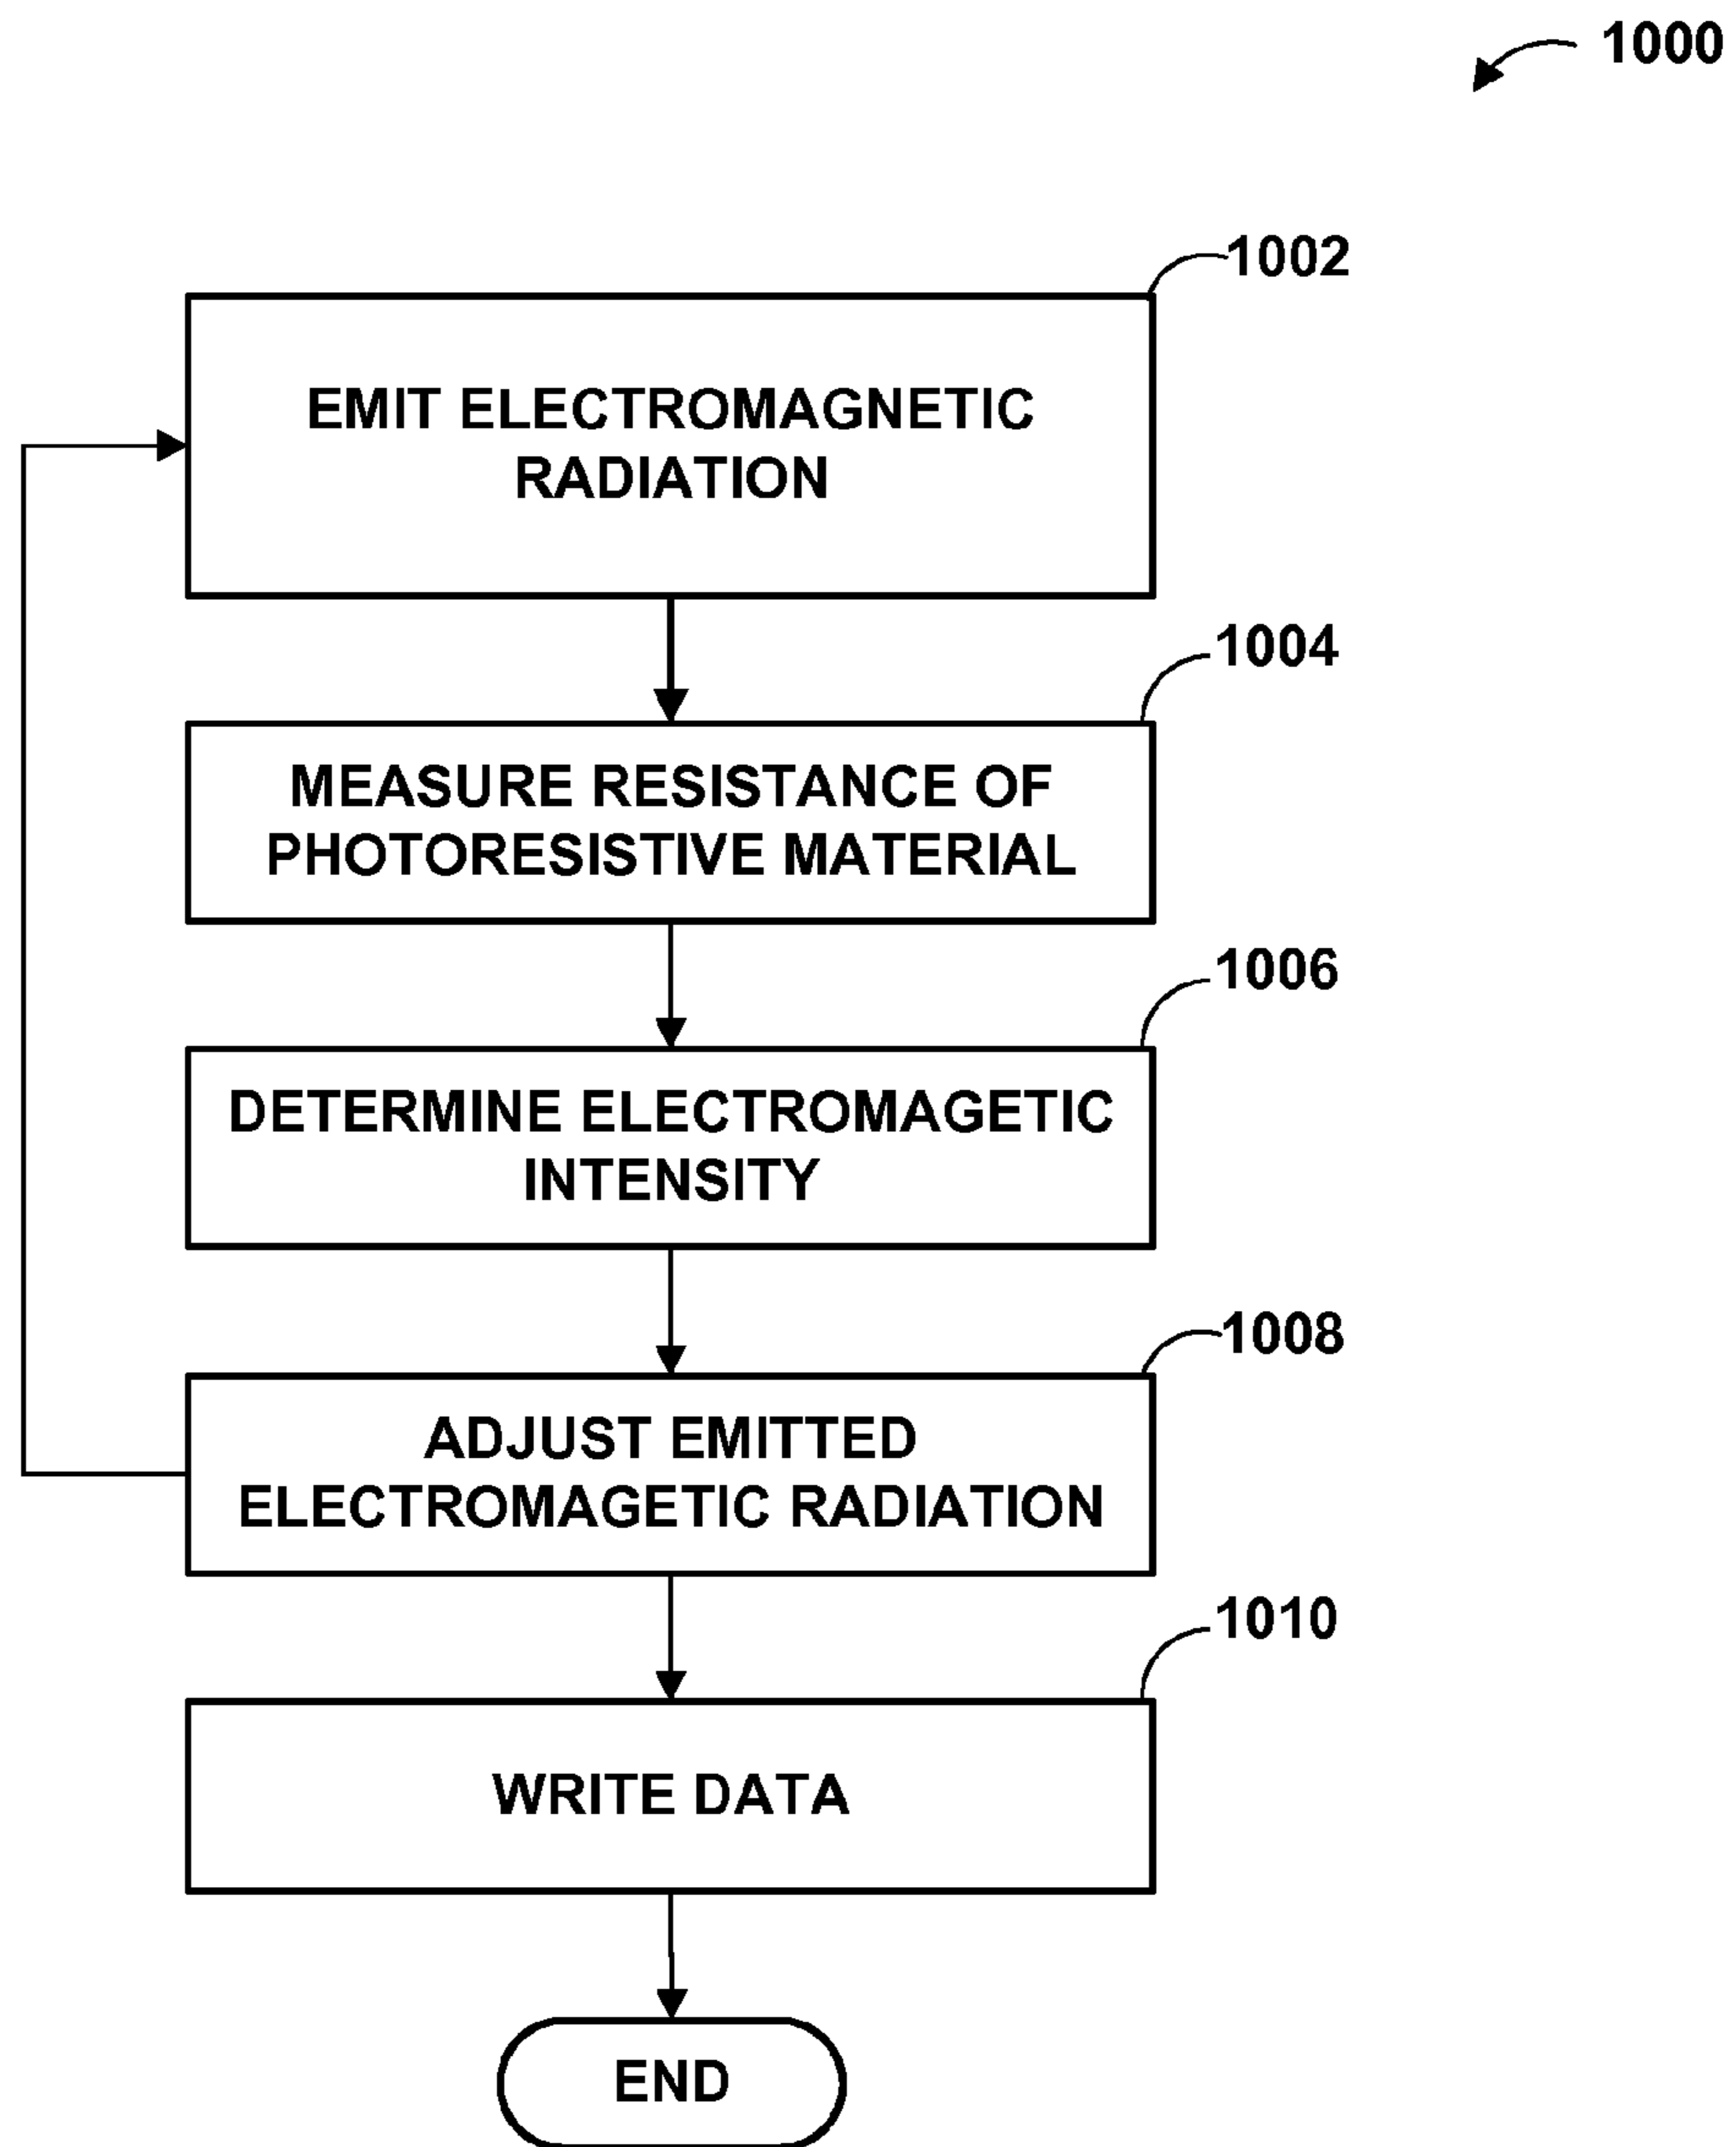 1000
1002
EMIT ELECTROMAGNETIC
RADIATION
1004
MEASURE RESISTANCE OF
PHOTORESISTIVE MATERIAL
1006
DETERMINE ELECTROMAGETIC
INTENSITY
1008
ADJUST EMITTED
ELECTROMAGETIC RADIATION
1010
WRITE DATA
END